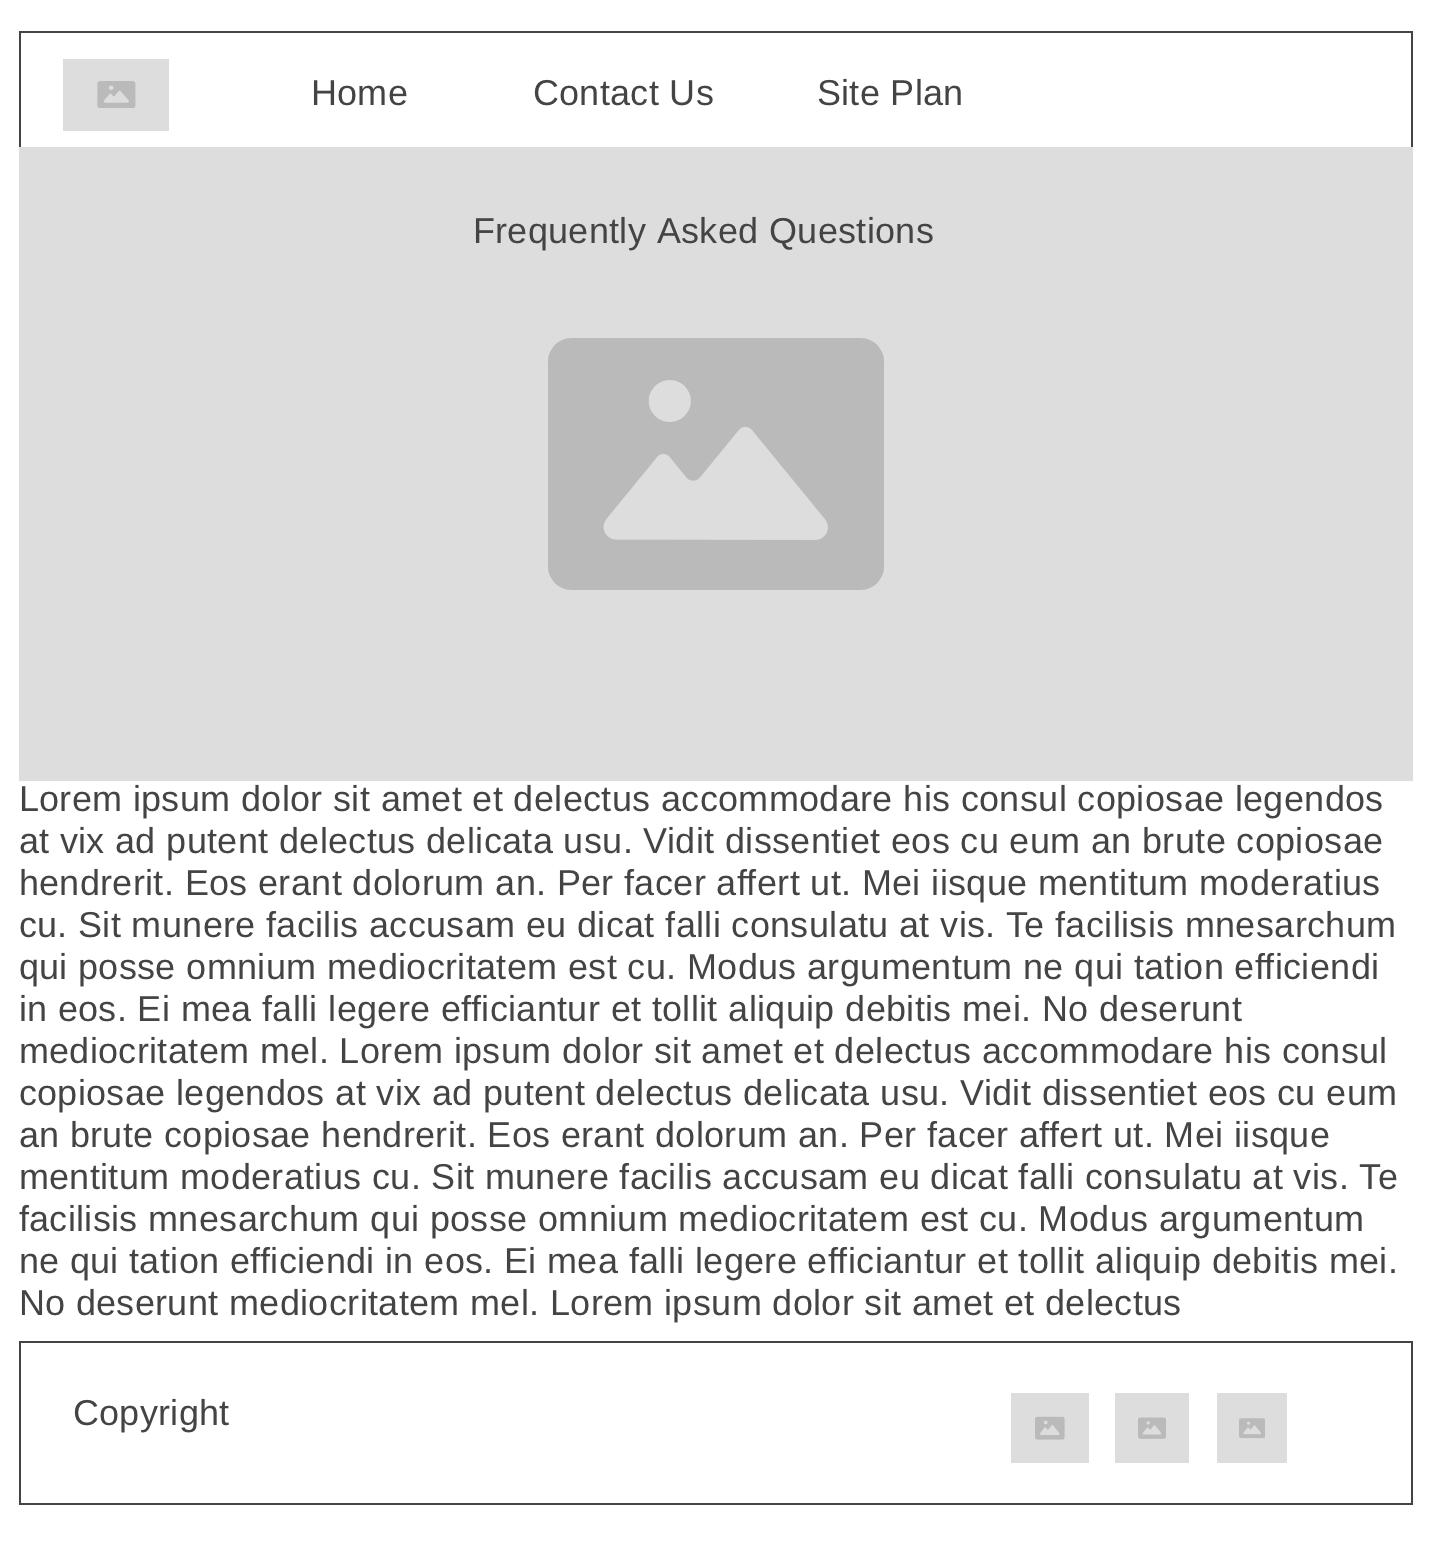 Home Contact Us Site Plan
Frequently Asked Questions
Lorem ipsum dolor sit amet et delectus accommodare his consul copiosae legendos
at vix ad putent delectus delicata usu. Vidit dissentiet eos cu eum an brute copiosae
hendrerit. Eos erant dolorum an. Per facer affert ut. Mei iisque mentitum moderatius
cu. Sit munere facilis accusam eu dicat falli consulatu at vis. Te facilisis mnesarchum
qui posse omnium mediocritatem est cu. Modus argumentum ne qui tation efficiendi
in eos. Ei mea falli legere efficiantur et tollit aliquip debitis mei. No deserunt
mediocritatem mel. Lorem ipsum dolor sit amet et delectus accommodare his consul
copiosae legendos at vix ad putent delectus delicata usu. Vidit dissentiet eos cu eum
an brute copiosae hendrerit. Eos erant dolorum an. Per facer affert ut. Mei iisque
mentitum moderatius cu. Sit munere facilis accusam eu dicat falli consulatu at vis. Te
facilisis mnesarchum qui posse omnium mediocritatem est cu. Modus argumentum
ne qui tation efficiendi in eos. Ei mea falli legere efficiantur et tollit aliquip debitis mei.
No deserunt mediocritatem mel. Lorem ipsum dolor sit amet et delectus
Copyright